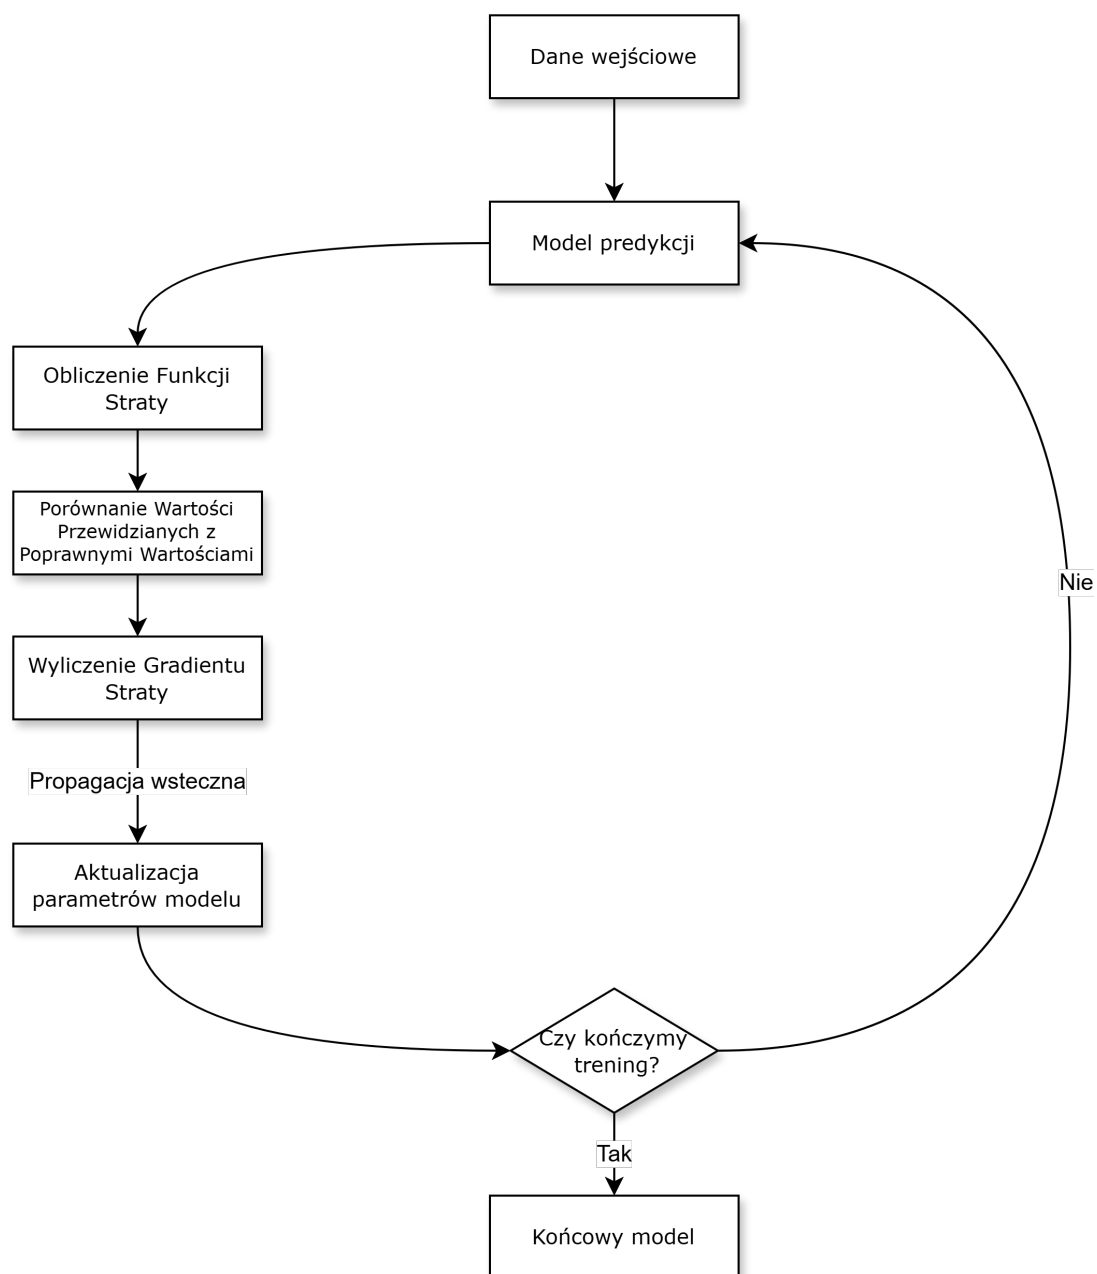 Dane wejściowe
Model predykcji
Obliczenie Funkcji
Straty
Porównanie Wartości
Przewidzianych z
Poprawnymi Wartościami
Wyliczenie Gradientu
Straty
Propagacja wsteczna
Aktualizacja
parametrów modelu
Czy kończymy
trening?
Nie
Tak
Końcowy model